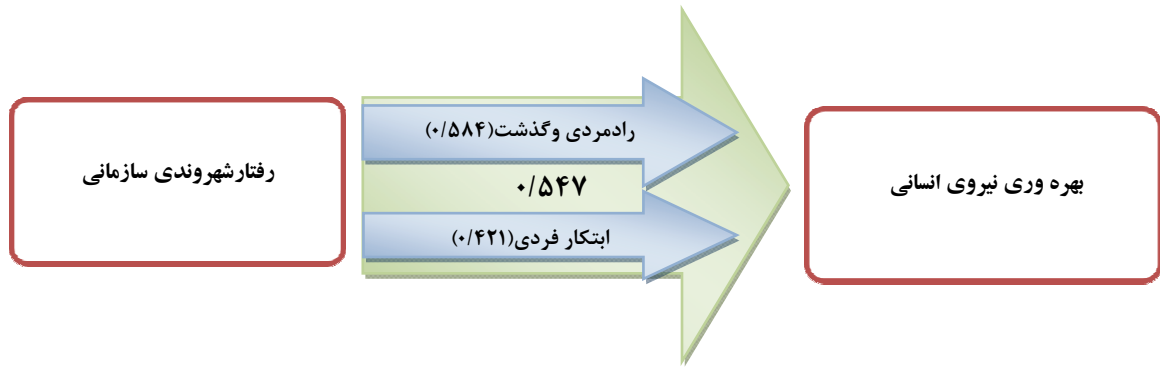 رفتارشهروندی سازمانی
رادمردی وگذشت(۰/۵۸۴)
۰/۵۴۷
ابتکار فردی(۰/۴۲۱)
بهره وری نیروی انسانی